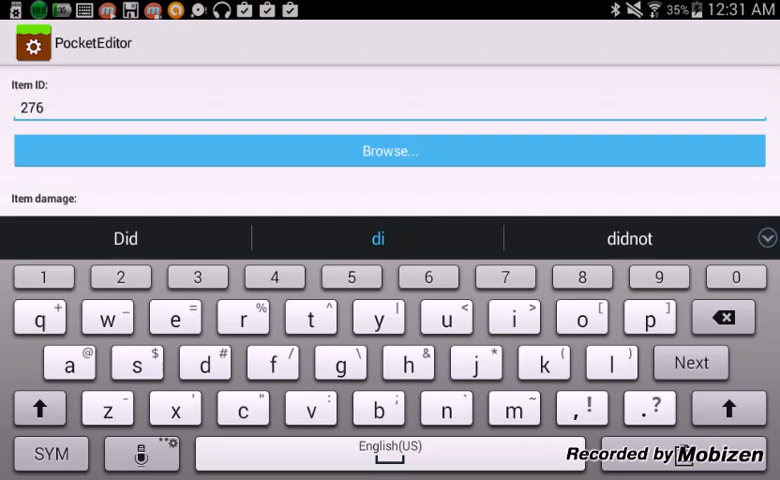 35% 12:31 AM
PocketEditor
Item ID:
276
Browse...
Item damage:
Did di didnot
1 2 3 4 5 6 7 8 9 0
q + w _ e = r % t ^ y | u < i > o [ p ]
a @ s $ d # f / g \ h & j * k ( l ) Next
z - x ' c " v : b ; n , m ~ , ! . ?
SYM English(US)
Recorded by Mobizen